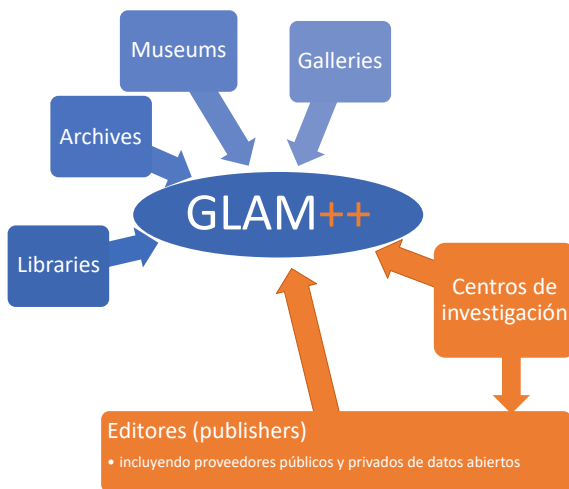 Museums
Galleries
Archives
GLAM++
Libraries
Centros de
investigación
Editores (publishers)
• incluyendo proveedores públicos y privados de datos abiertos